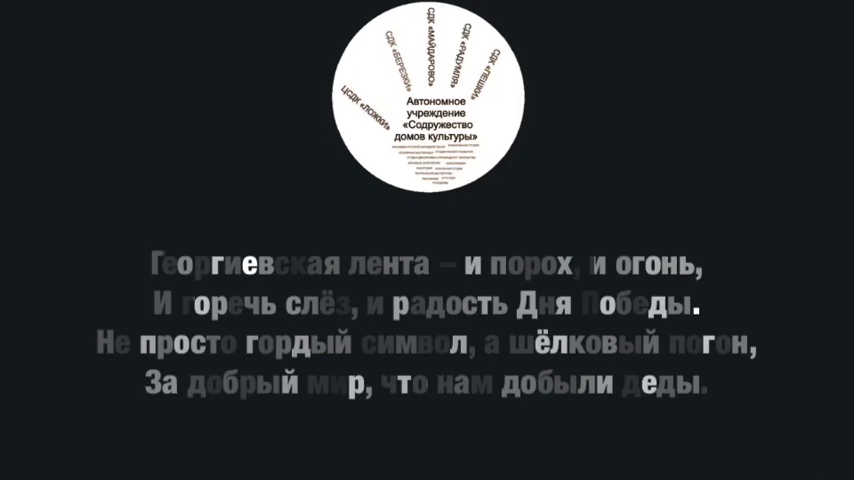 ЦСДК «ЛОЖКИ»
СДК «БЕРЕЗКИ»
СДК «МАЙДАРОВО»
СДК «РАДУМЛЯ»
СДК «ПЕШКИ»
Автономное
учреждение
«Содружество
домов культуры»
Георгиевская лента – и порох, и огонь,
И горечь слёз, и радость Дня Победы.
Не просто гордый символ, а шёлковый погон,
За добрый мир, что нам добыли деды.